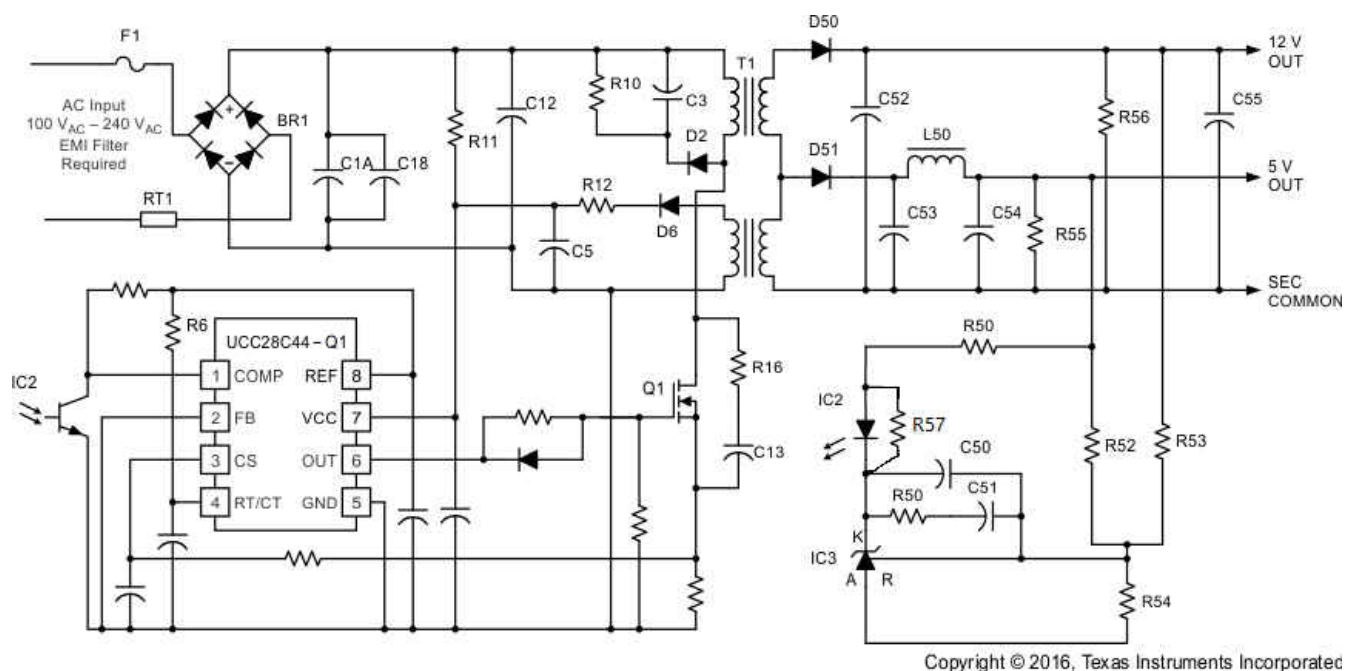 F1
D50
12 V
OUT
T1
AC Input
100 VAC – 240 VAC
EMI Filter
Required
BR1
R10
C3
C12
C52
R56
C55
R11
D2
L50
D51
C1A
C18
5 V
OUT
R12
RT1
D6
C53
C54
R55
C5
SEC
COMMON
R6
UCC28C44 – Q1
R50
R16
IC2
1
COMP
REF
8
Q1
IC2
2
FB
VCC
7
R57
R52
R53
C50
C13
3
CS
OUT
6
R50
C51
4
RT/CT
GND
5
K
IC3
A
R
R54
Copyright © 2016, Texas Instruments Incorporated